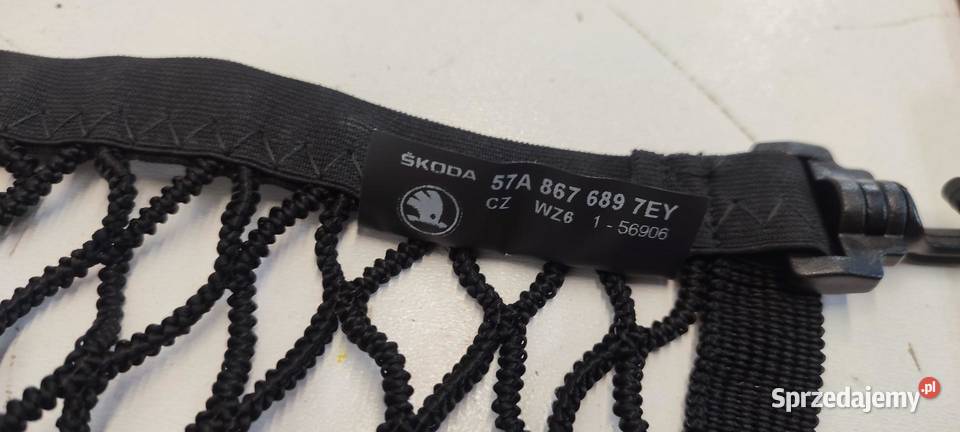 ŠKODA 57A 867 689 7EY
CZ WZ6 1 - 56906
Sprzedajemy .pl